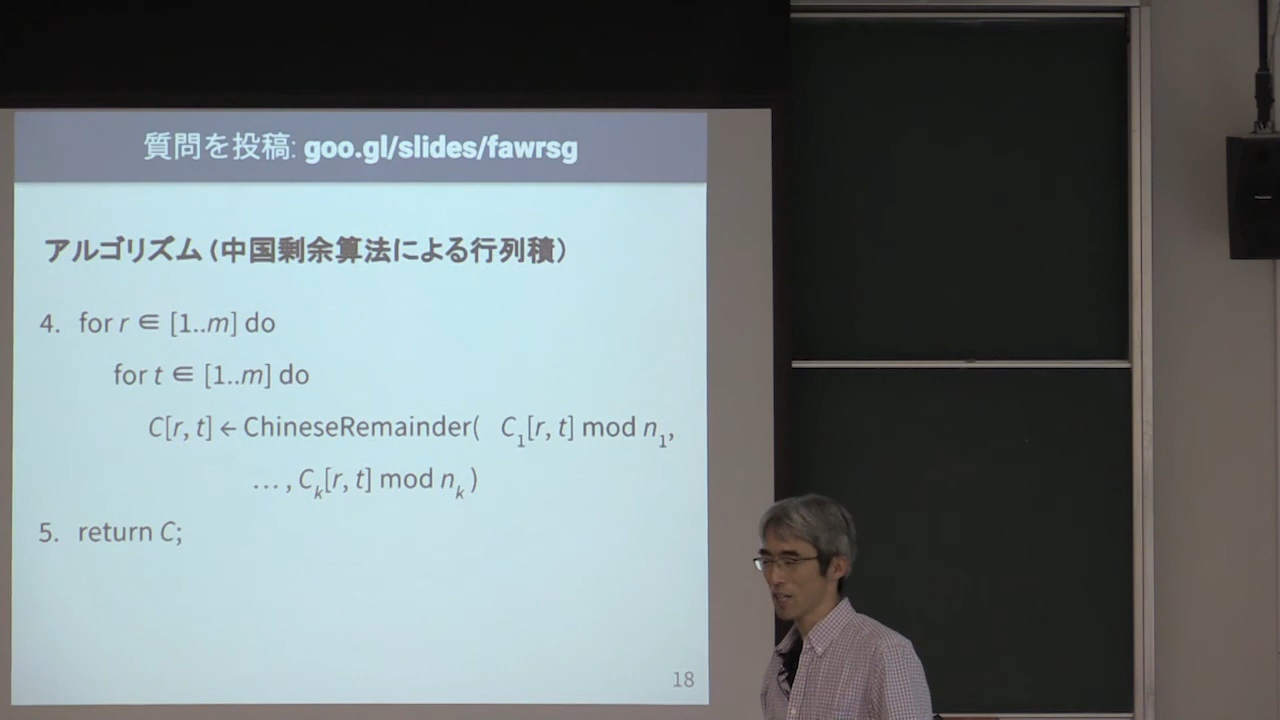 質問を投稿: goo.gl/slides/fawrsg
アルゴリズム (中国剰余算法による行列積)
4. for r ∈ [1..m] do
for t ∈ [1..m] do
C[r, t] ← ChineseRemainder( C₁[r, t] mod n₁,
… , Cₖ[r, t] mod nₖ )
5. return C;
18